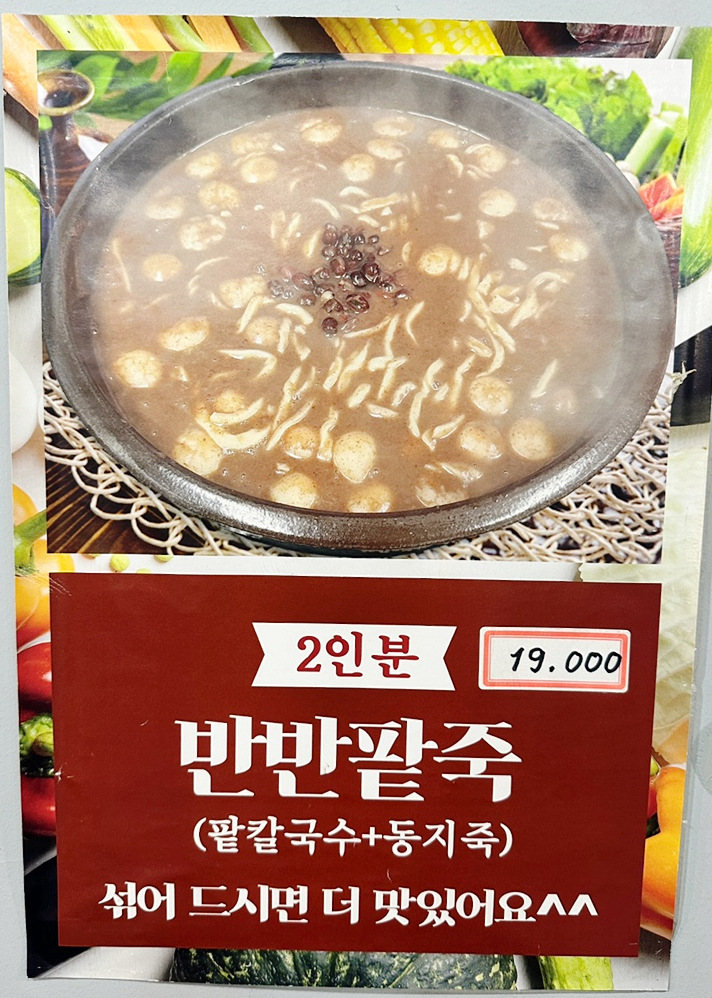 2인분
19.000
반반팥죽
(팥칼국수+동지죽)
섞어 드시면 더 맛있어요^^